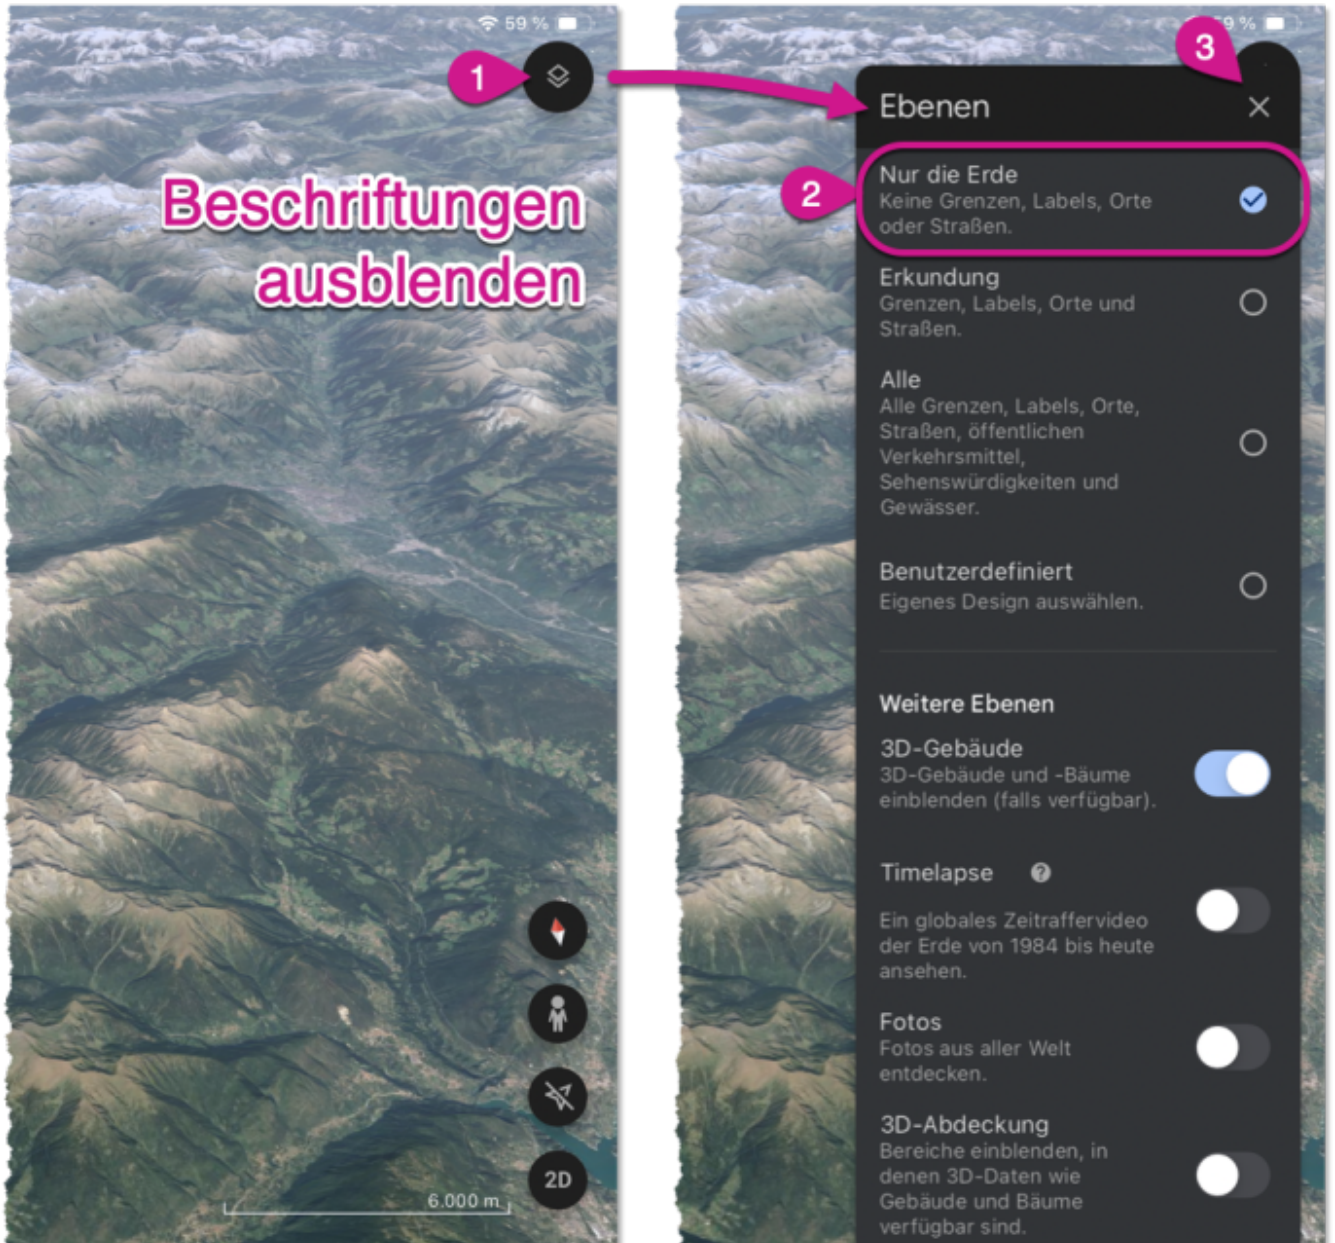 59 %
1
Beschriftungen
ausblenden
2D
6.000 m
59 %
3
Ebenen
2
Nur die Erde
Keine Grenzen, Labels, Orte
oder Straßen.
Erkundung
Grenzen, Labels, Orte und
Straßen.
Alle
Alle Grenzen, Labels, Orte,
Straßen, öffentlichen
Verkehrsmittel,
Sehenswürdigkeiten und
Gewässer.
Benutzerdefiniert
Eigenes Design auswählen.
Weitere Ebenen
3D-Gebäude
3D-Gebäude und -Bäume
einblenden (falls verfügbar).
Timelapse ?
Ein globales Zeitraffervideo
der Erde von 1984 bis heute
ansehen.
Fotos
Fotos aus aller Welt
entdecken.
3D-Abdeckung
Bereiche einblenden, in
denen 3D-Daten wie
Gebäude und Bäume
verfügbar sind.